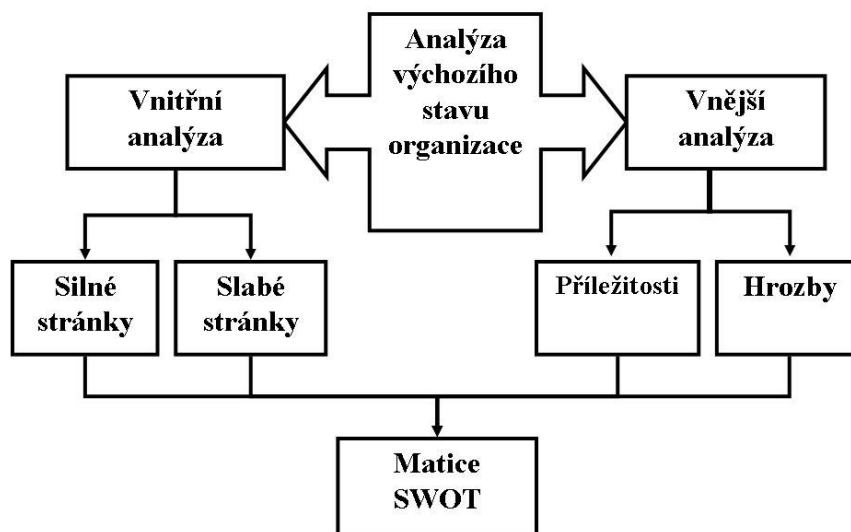 Analýza
výchozího
stavu
organizace
Vnitřní
analýza
Vnější
analýza
Silné
stránky
Slabé
stránky
Příležitosti
Hrozby
Matice
SWOT